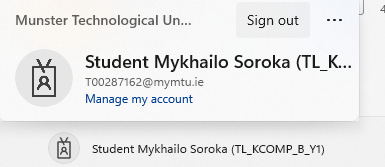 Munster Technological Un...
Sign out
Student Mykhailo Soroka (TL_K...
T00287162@mymtu.ie
Manage my account
Student Mykhailo Soroka (TL_KCOMP_B_Y1)